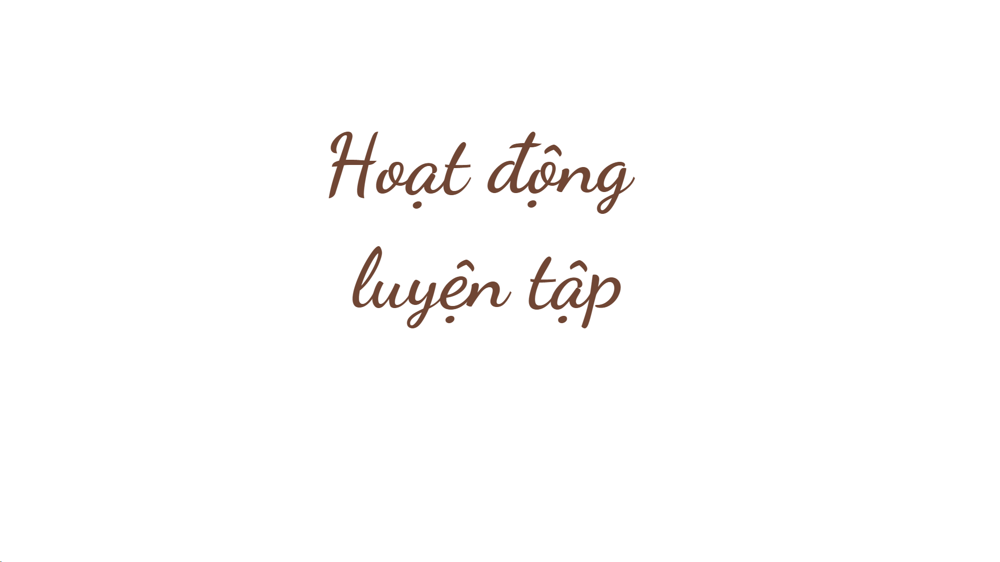 Hoạt động
luyện tập